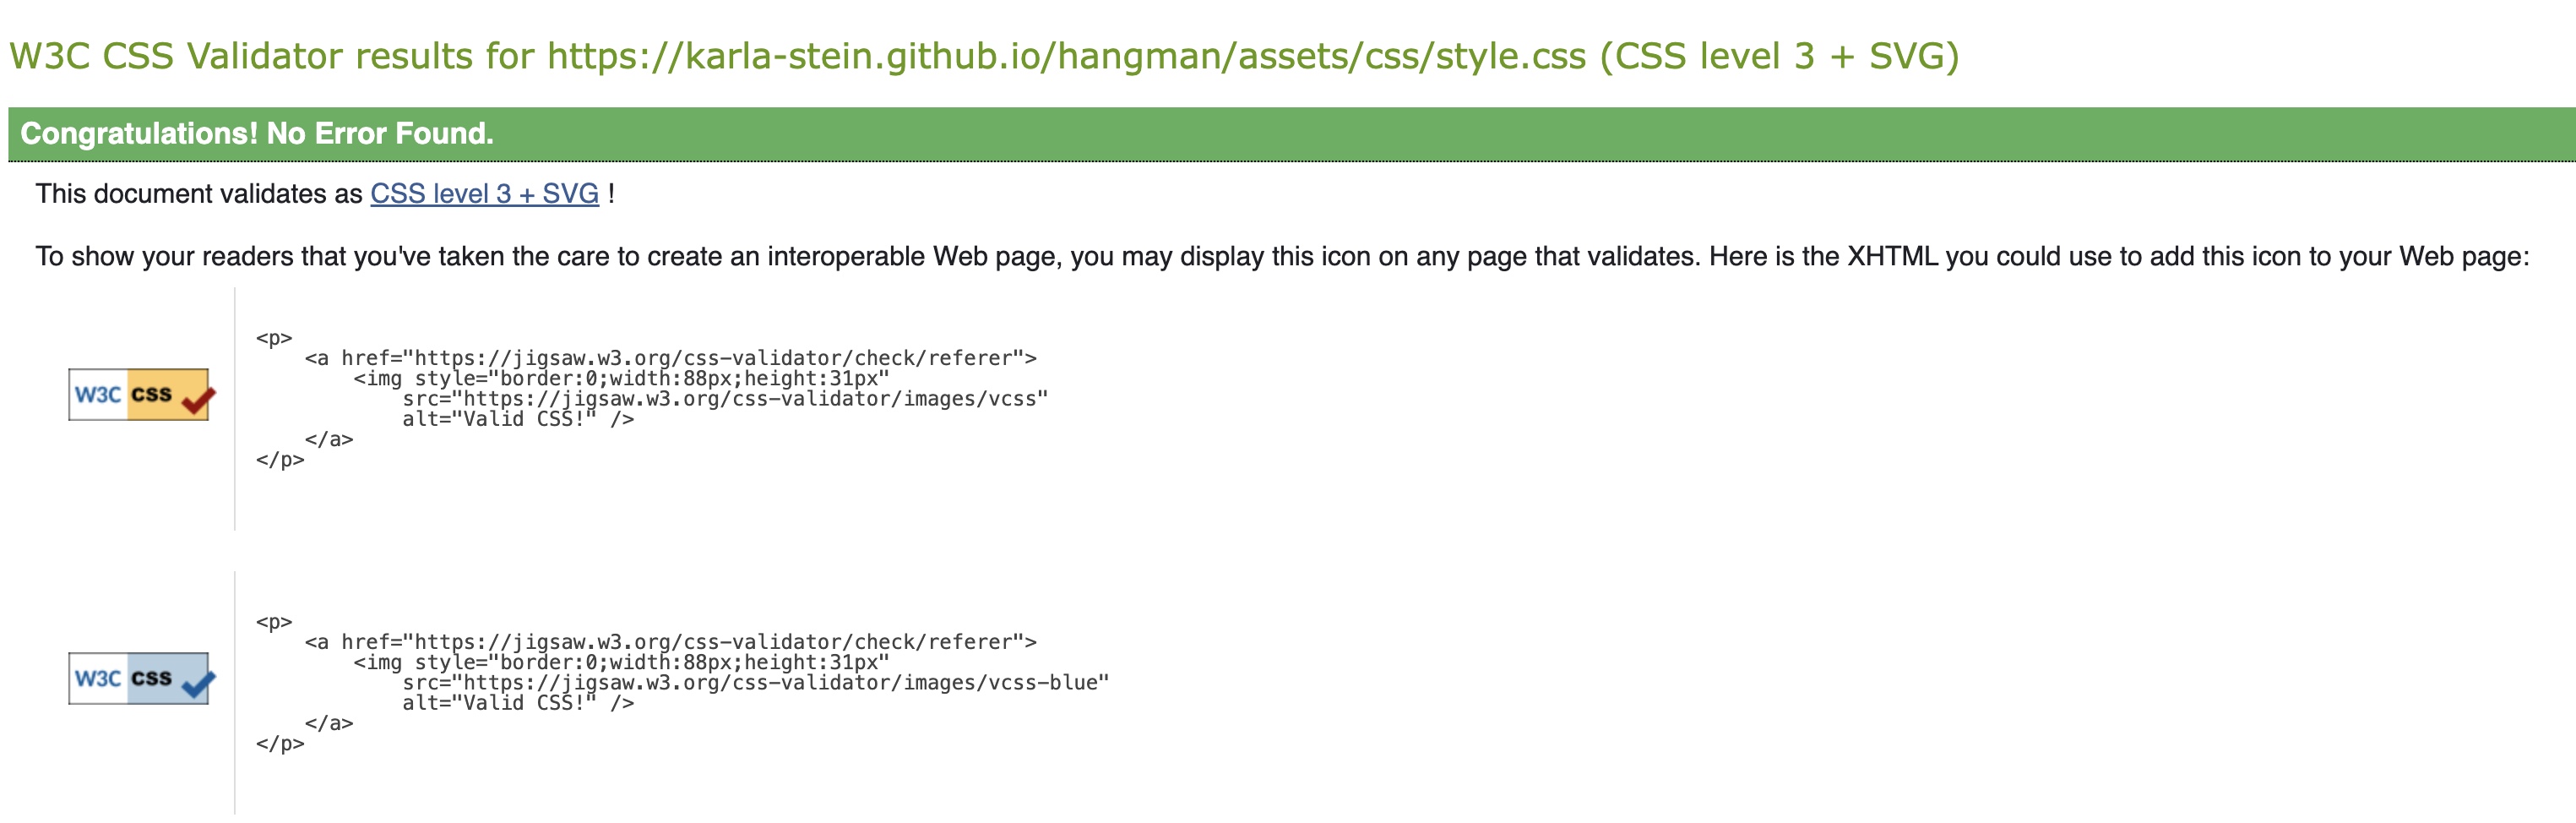 W3C CSS Validator results for https://karla-stein.github.io/hangman/assets/css/style.css (CSS level 3 + SVG)
Congratulations! No Error Found.
This document validates as CSS level 3 + SVG !
To show your readers that you've taken the care to create an interoperable Web page, you may display this icon on any page that validates. Here is the XHTML you could use to add this icon to your Web page:
W3C css
<p>
    <a href="https://jigsaw.w3.org/css-validator/check/referer">
        <img style="border:0;width:88px;height:31px"
            src="https://jigsaw.w3.org/css-validator/images/vcss"
            alt="Valid CSS!" />
    </a>
</p>
W3C css
<p>
    <a href="https://jigsaw.w3.org/css-validator/check/referer">
        <img style="border:0;width:88px;height:31px"
            src="https://jigsaw.w3.org/css-validator/images/vcss-blue"
            alt="Valid CSS!" />
    </a>
</p>